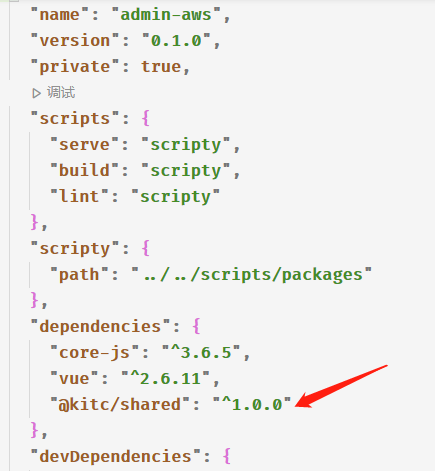 "name": "admin-aws",
"version": "0.1.0",
"private": true,
▷ 调试
"scripts": {
"serve": "scripty",
"build": "scripty",
"lint": "scripty"
},
"scripty": {
"path": "../../scripts/packages"
},
"dependencies": {
"core-js": "^3.6.5",
"vue": "^2.6.11",
"@kitc/shared": "^1.0.0"
},
"devDependencies": {